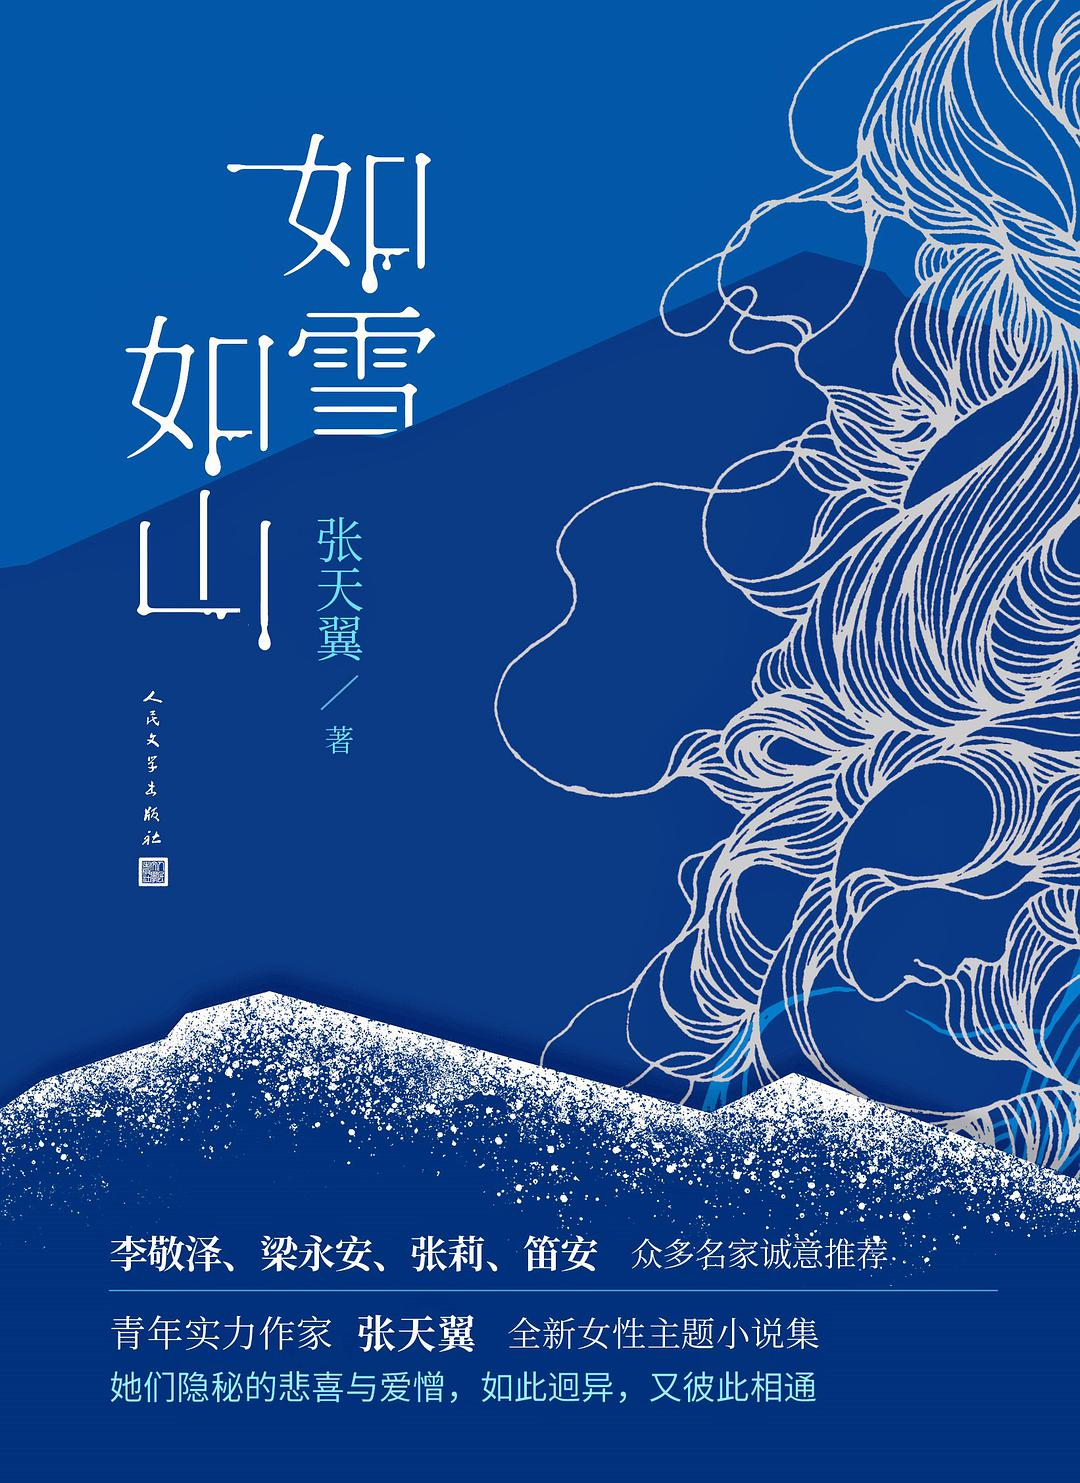 如雪
如山
张天翼/著
人民文学出版社
李敬泽、梁永安、张莉、笛安 众多名家诚意推荐
青年实力作家 张天翼 全新女性主题小说集
她们隐秘的悲喜与爱憎，如此迥异，又彼此相通